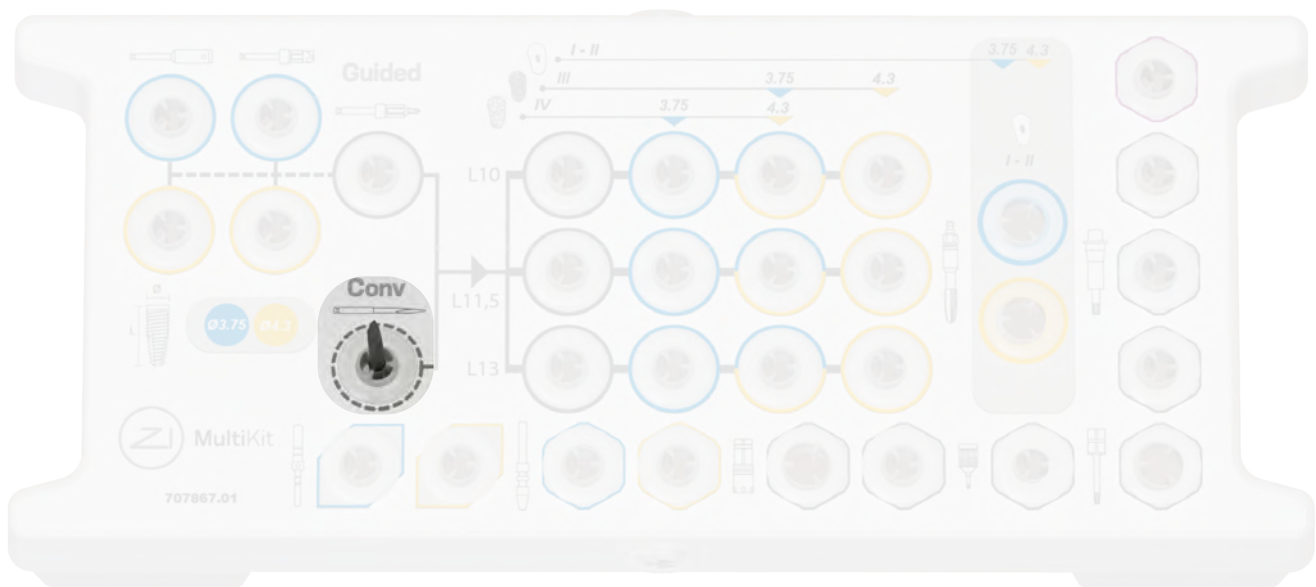 I - II
3.75 4.3
Guided
III
3.75
4.3
IV
3.75
4.3
I - II
L10
Conv
L11,5
Ø
L
Ø3.75 Ø4.3
L13
ZI MultiKit
707867.01